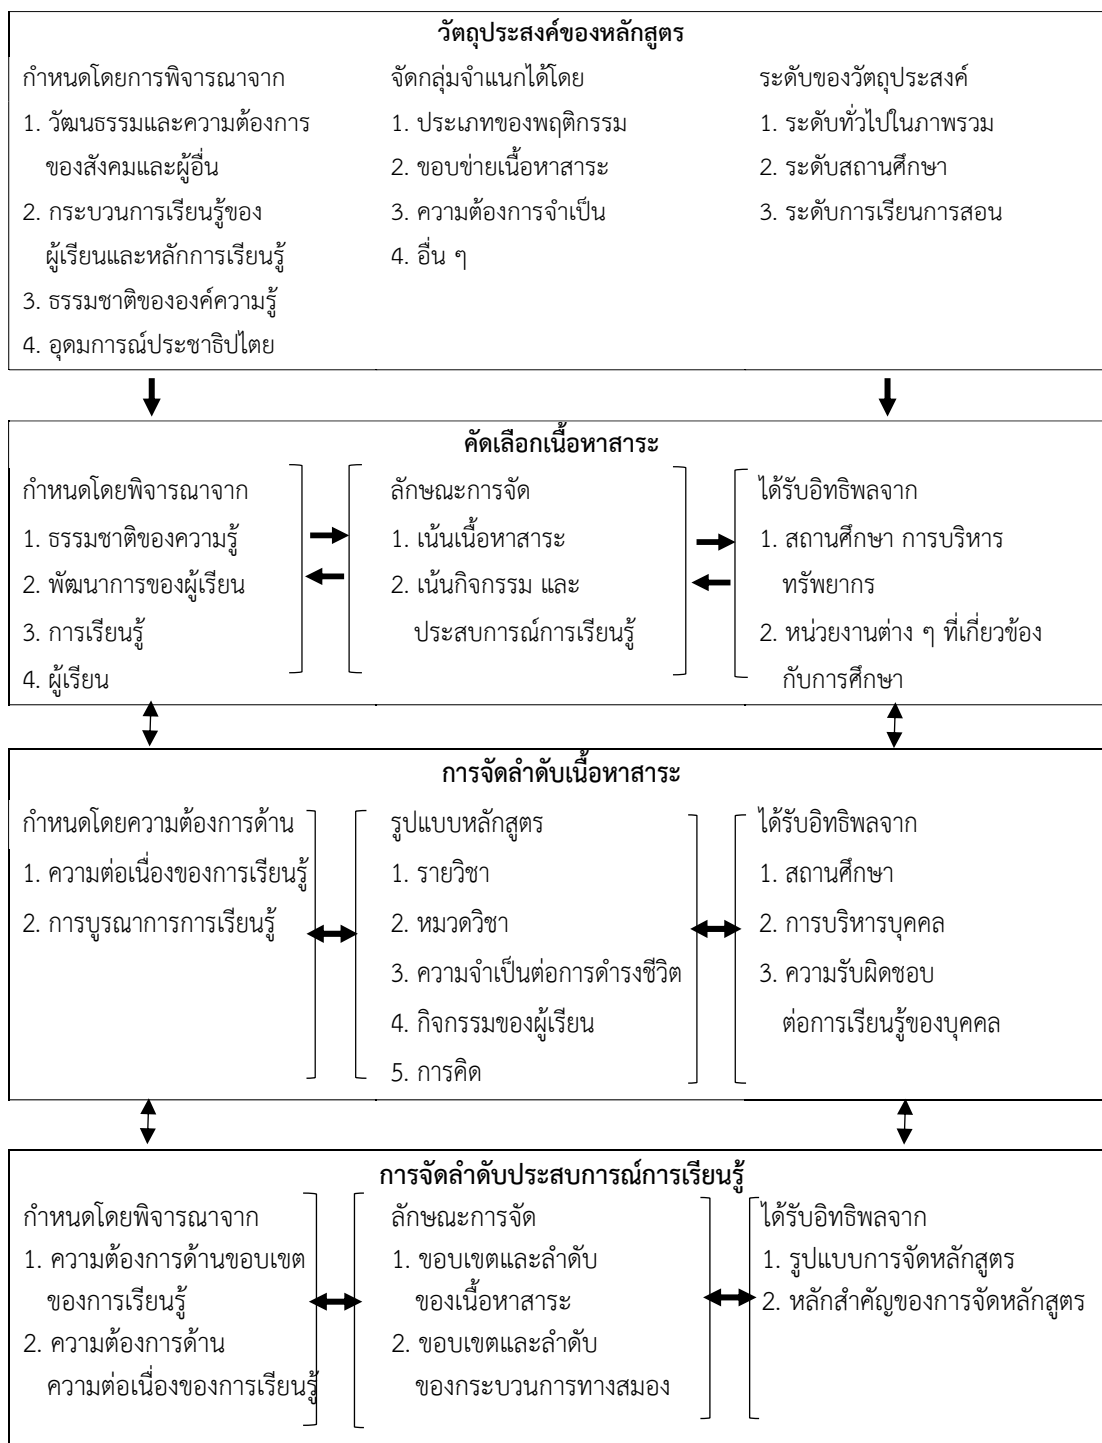 วัตถุประสงค์ของหลักสูตร
กำหนดโดยการพิจารณาจาก
1. วัฒนธรรมและความต้องการ
ของสังคมและผู้อื่น
2. กระบวนการเรียนรู้ของ
ผู้เรียนและหลักการเรียนรู้
3. ธรรมชาติขององค์ความรู้
4. อุดมการณ์ประชาธิปไตย
จัดกลุ่มจำแนกได้โดย
1. ประเภทของพฤติกรรม
2. ขอบข่ายเนื้อหาสาระ
3. ความต้องการจำเป็น
4. อื่น ๆ
ระดับของวัตถุประสงค์
1. ระดับทั่วไปในภาพรวม
2. ระดับสถานศึกษา
3. ระดับการเรียนการสอน
คัดเลือกเนื้อหาสาระ
กำหนดโดยพิจารณาจาก
1. ธรรมชาติของความรู้
2. พัฒนาการของผู้เรียน
3. การเรียนรู้
4. ผู้เรียน
ลักษณะการจัด
1. เน้นเนื้อหาสาระ
2. เน้นกิจกรรม และ
ประสบการณ์การเรียนรู้
ได้รับอิทธิพลจาก
1. สถานศึกษา การบริหาร
ทรัพยากร
2. หน่วยงานต่าง ๆ ที่เกี่ยวข้อง
กับการศึกษา
การจัดลำดับเนื้อหาสาระ
กำหนดโดยความต้องการด้าน
1. ความต่อเนื่องของการเรียนรู้
2. การบูรณาการการเรียนรู้
รูปแบบหลักสูตร
1. รายวิชา
2. หมวดวิชา
3. ความจำเป็นต่อการดำรงชีวิต
4. กิจกรรมของผู้เรียน
5. การคิด
ได้รับอิทธิพลจาก
1. สถานศึกษา
2. การบริหารบุคคล
3. ความรับผิดชอบ
ต่อการเรียนรู้ของบุคคล
การจัดลำดับประสบการณ์การเรียนรู้
กำหนดโดยพิจารณาจาก
1. ความต้องการด้านขอบเขต
ของการเรียนรู้
2. ความต้องการด้าน
ความต่อเนื่องของการเรียนรู้
ลักษณะการจัด
1. ขอบเขตและลำดับ
ของเนื้อหาสาระ
2. ขอบเขตและลำดับ
ของกระบวนการทางสมอง
ได้รับอิทธิพลจาก
1. รูปแบบการจัดหลักสูตร
2. หลักสำคัญของการจัดหลักสูตร